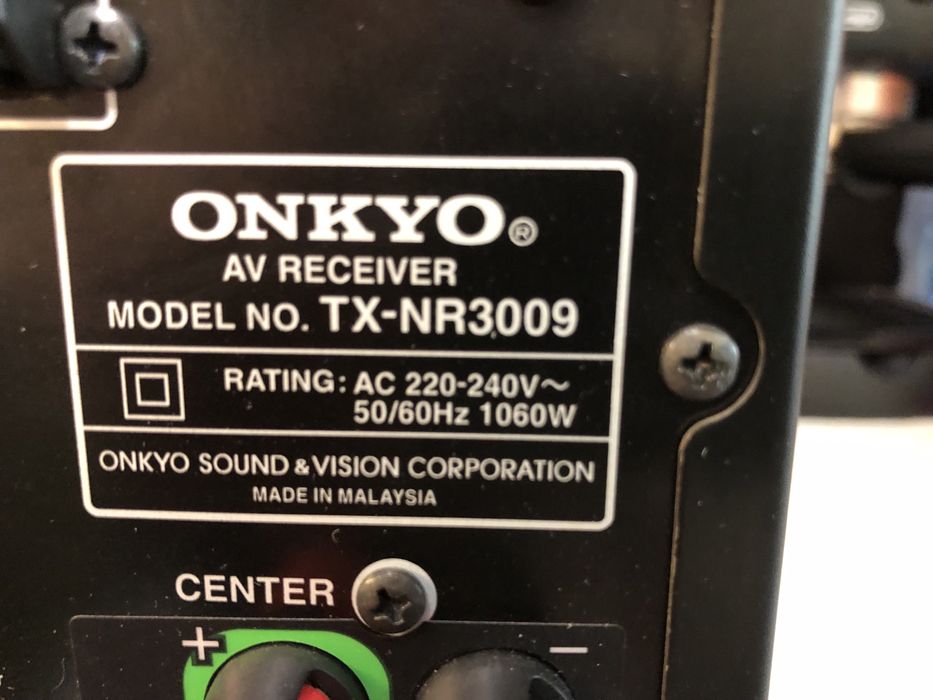 ONKYO®
AV RECEIVER
MODEL NO. TX-NR3009
RATING: AC 220-240V~
50/60Hz 1060W
ONKYO SOUND & VISION CORPORATION
MADE IN MALAYSIA
CENTER
+ −